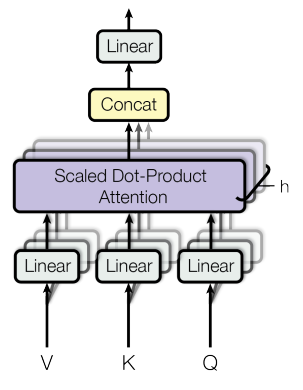 Linear
Concat
Scaled Dot-Product
Attention
h
Linear Linear Linear
V K Q